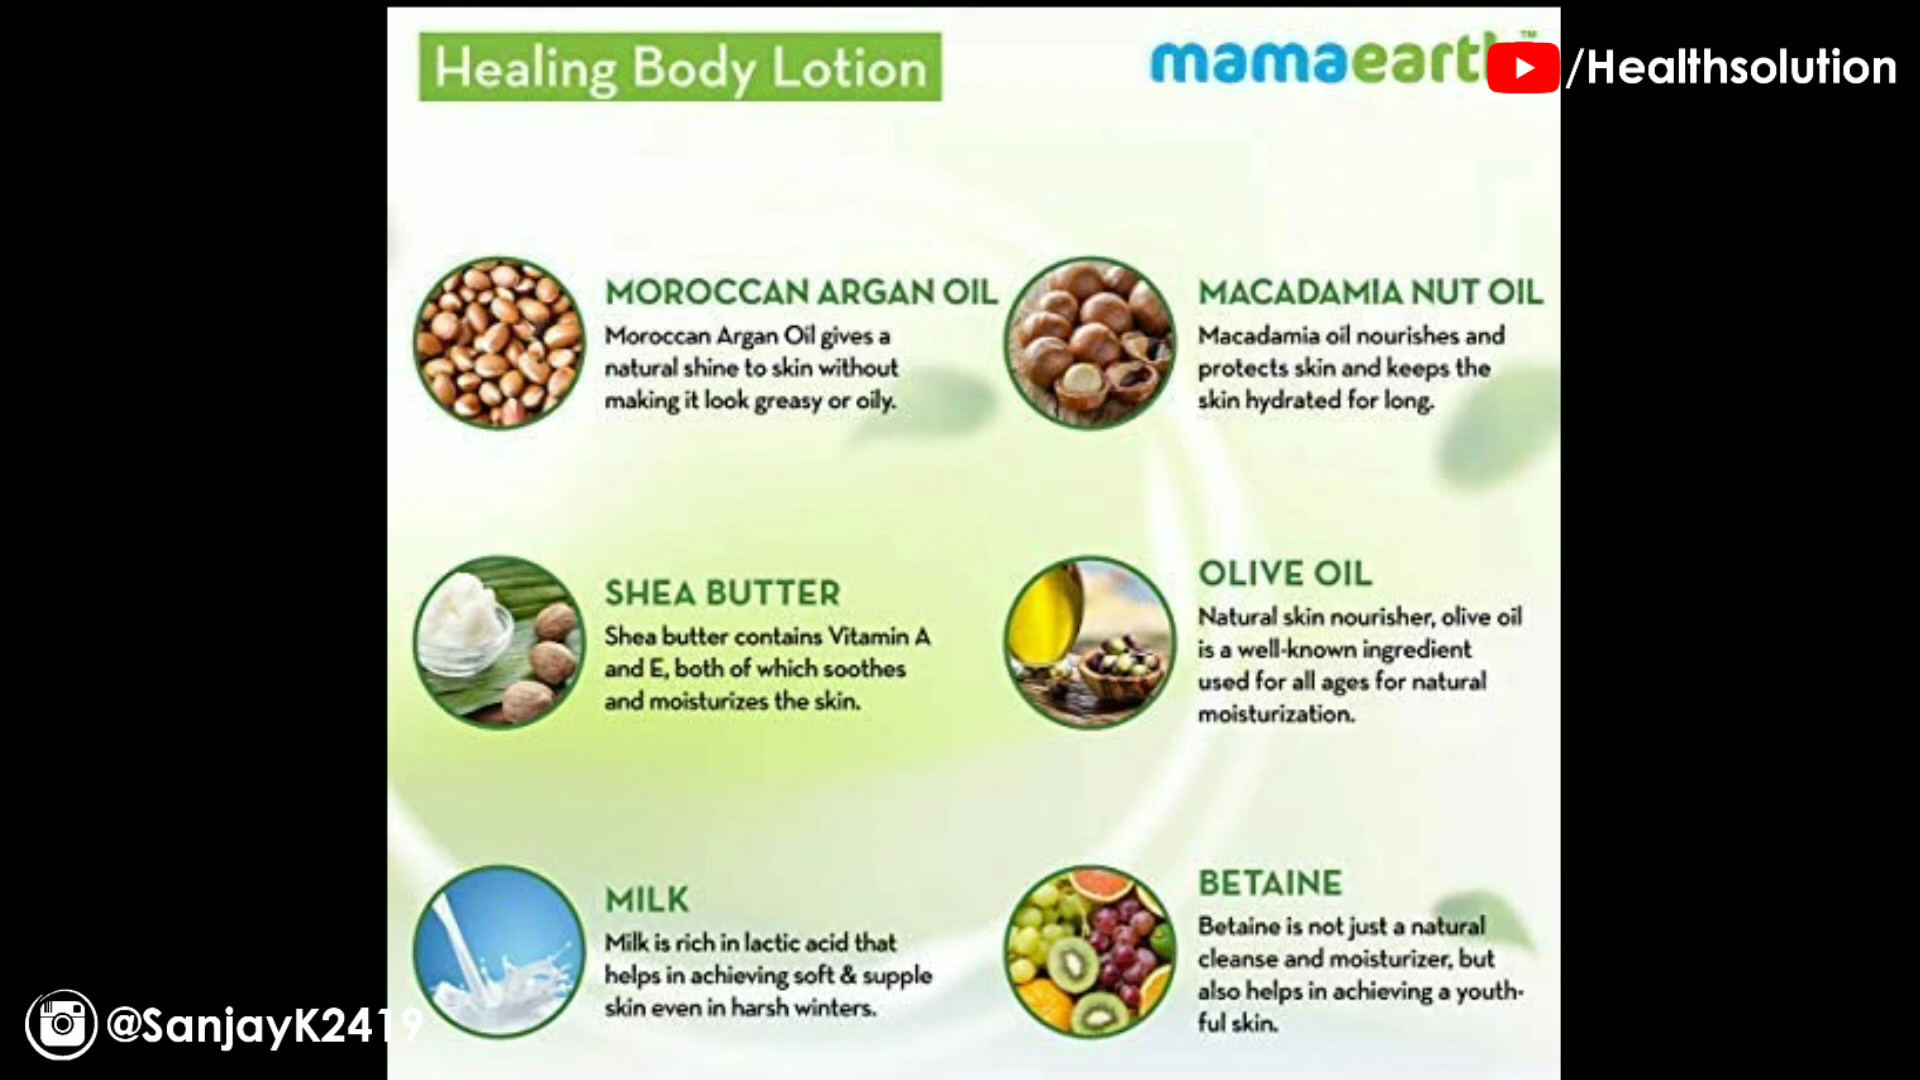 Healing Body Lotion
mamaearth™
/Healthsolution
MOROCCAN ARGAN OIL
Moroccan Argan Oil gives a
natural shine to skin without
making it look greasy or oily.
MACADAMIA NUT OIL
Macadamia oil nourishes and
protects skin and keeps the
skin hydrated for long.
SHEA BUTTER
Shea butter contains Vitamin A
and E, both of which soothes
and moisturizes the skin.
OLIVE OIL
Natural skin nourisher, olive oil
is a well-known ingredient
used for all ages for natural
moisturization.
MILK
Milk is rich in lactic acid that
helps in achieving soft & supple
skin even in harsh winters.
BETAINE
Betaine is not just a natural
cleanse and moisturizer, but
also helps in achieving a youth-
ful skin.
@SanjayK2419